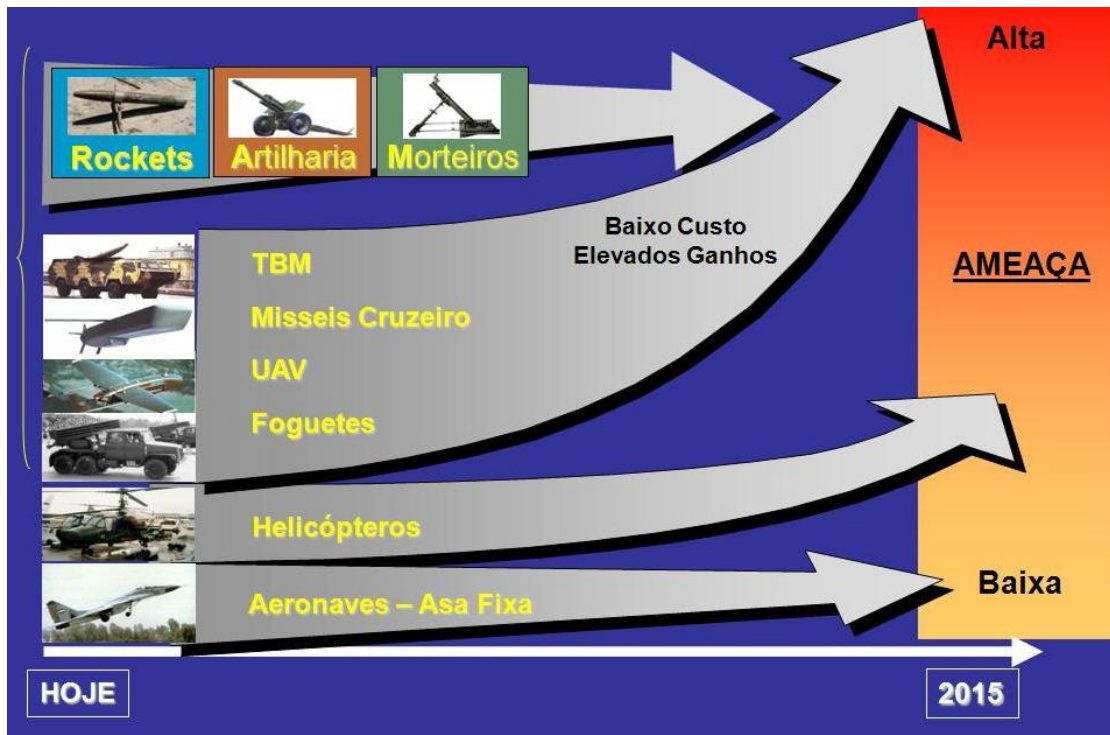 Alta
Rockets
Artilharia
Morteiros
Baixo Custo
Elevados Ganhos
TBM
AMEAÇA
Misseis Cruzeiro
UAV
Foguetes
Helicópteros
Baixa
Aeronaves – Asa Fixa
HOJE
2015